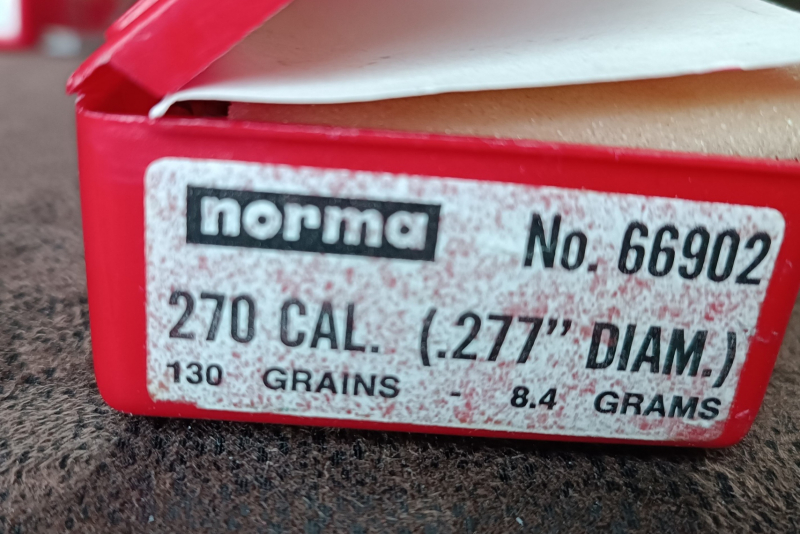 norma No. 66902
270 CAL. (.277” DIAM.)
130 GRAINS - 8.4 GRAMS